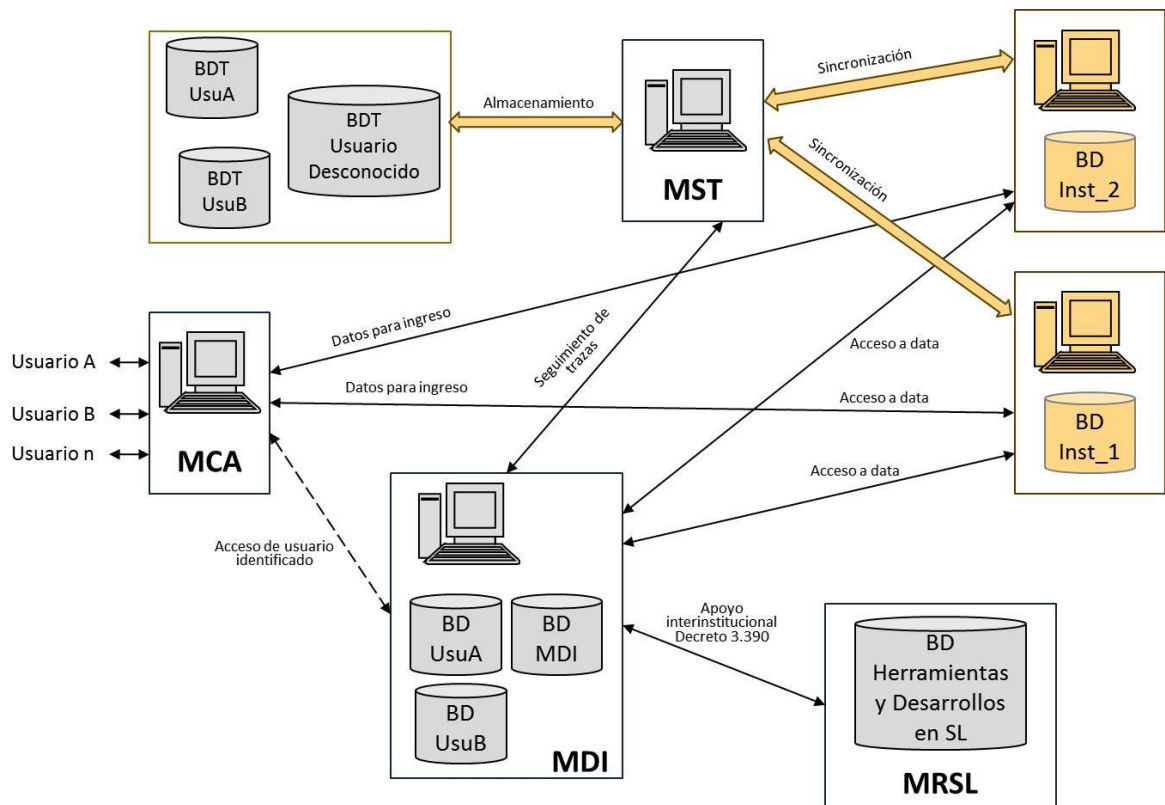 BDT
UsuA
BDT
UsuB
BDT
Usuario
Desconocido
Almacenamiento
MST
Sincronización
Sincronización
BD
Inst_2
Usuario A
Usuario B
Usuario n
MCA
Datos para ingreso
Datos para ingreso
Seguimiento de
trazas
Acceso a data
Acceso a data
Acceso a data
BD
Inst_1
Acceso de usuario
identificado
BD
UsuA
BD
MDI
BD
UsuB
MDI
Apoyo
interinstitucional
Decreto 3.390
BD
Herramientas
y Desarrollos
en SL
MRSL